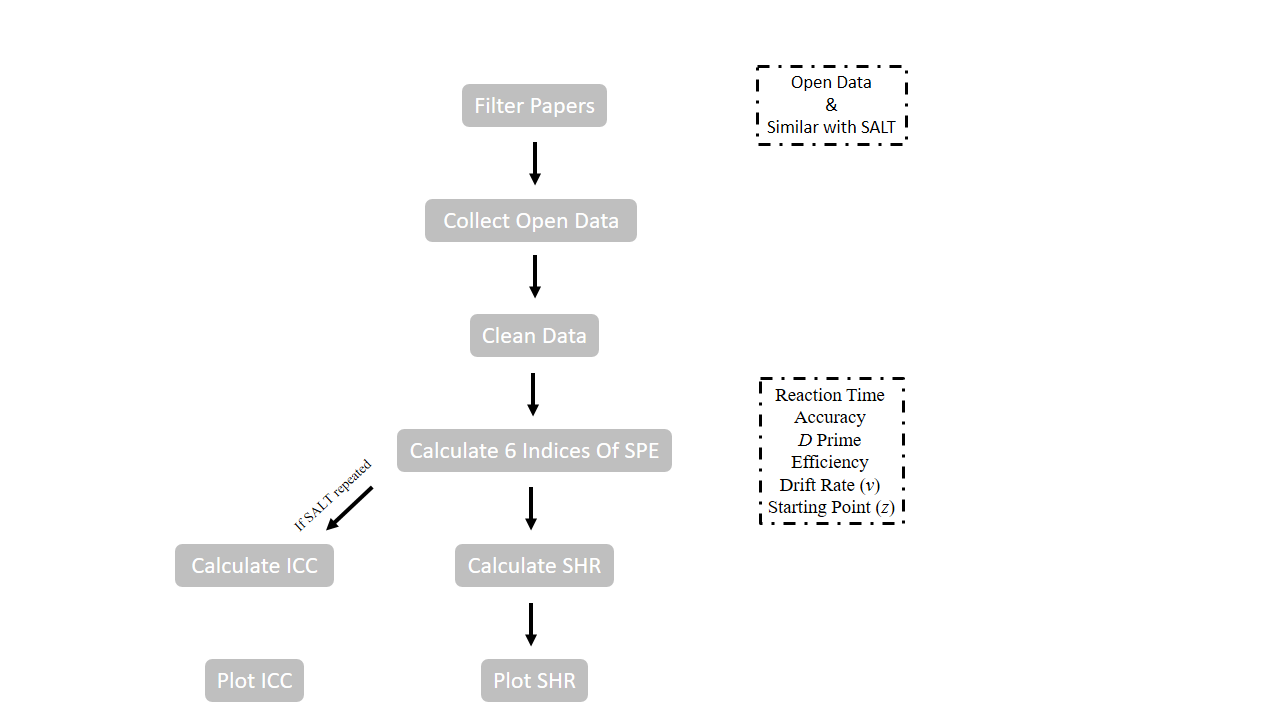 Filter Papers
Open Data
&
Similar with SALT
Collect Open Data
Clean Data
Calculate 6 Indices Of SPE
Reaction Time
Accuracy
D Prime
Efficiency
Drift Rate (v)
Starting Point (z)
If SALT repeated
Calculate ICC
Calculate SHR
Plot ICC
Plot SHR